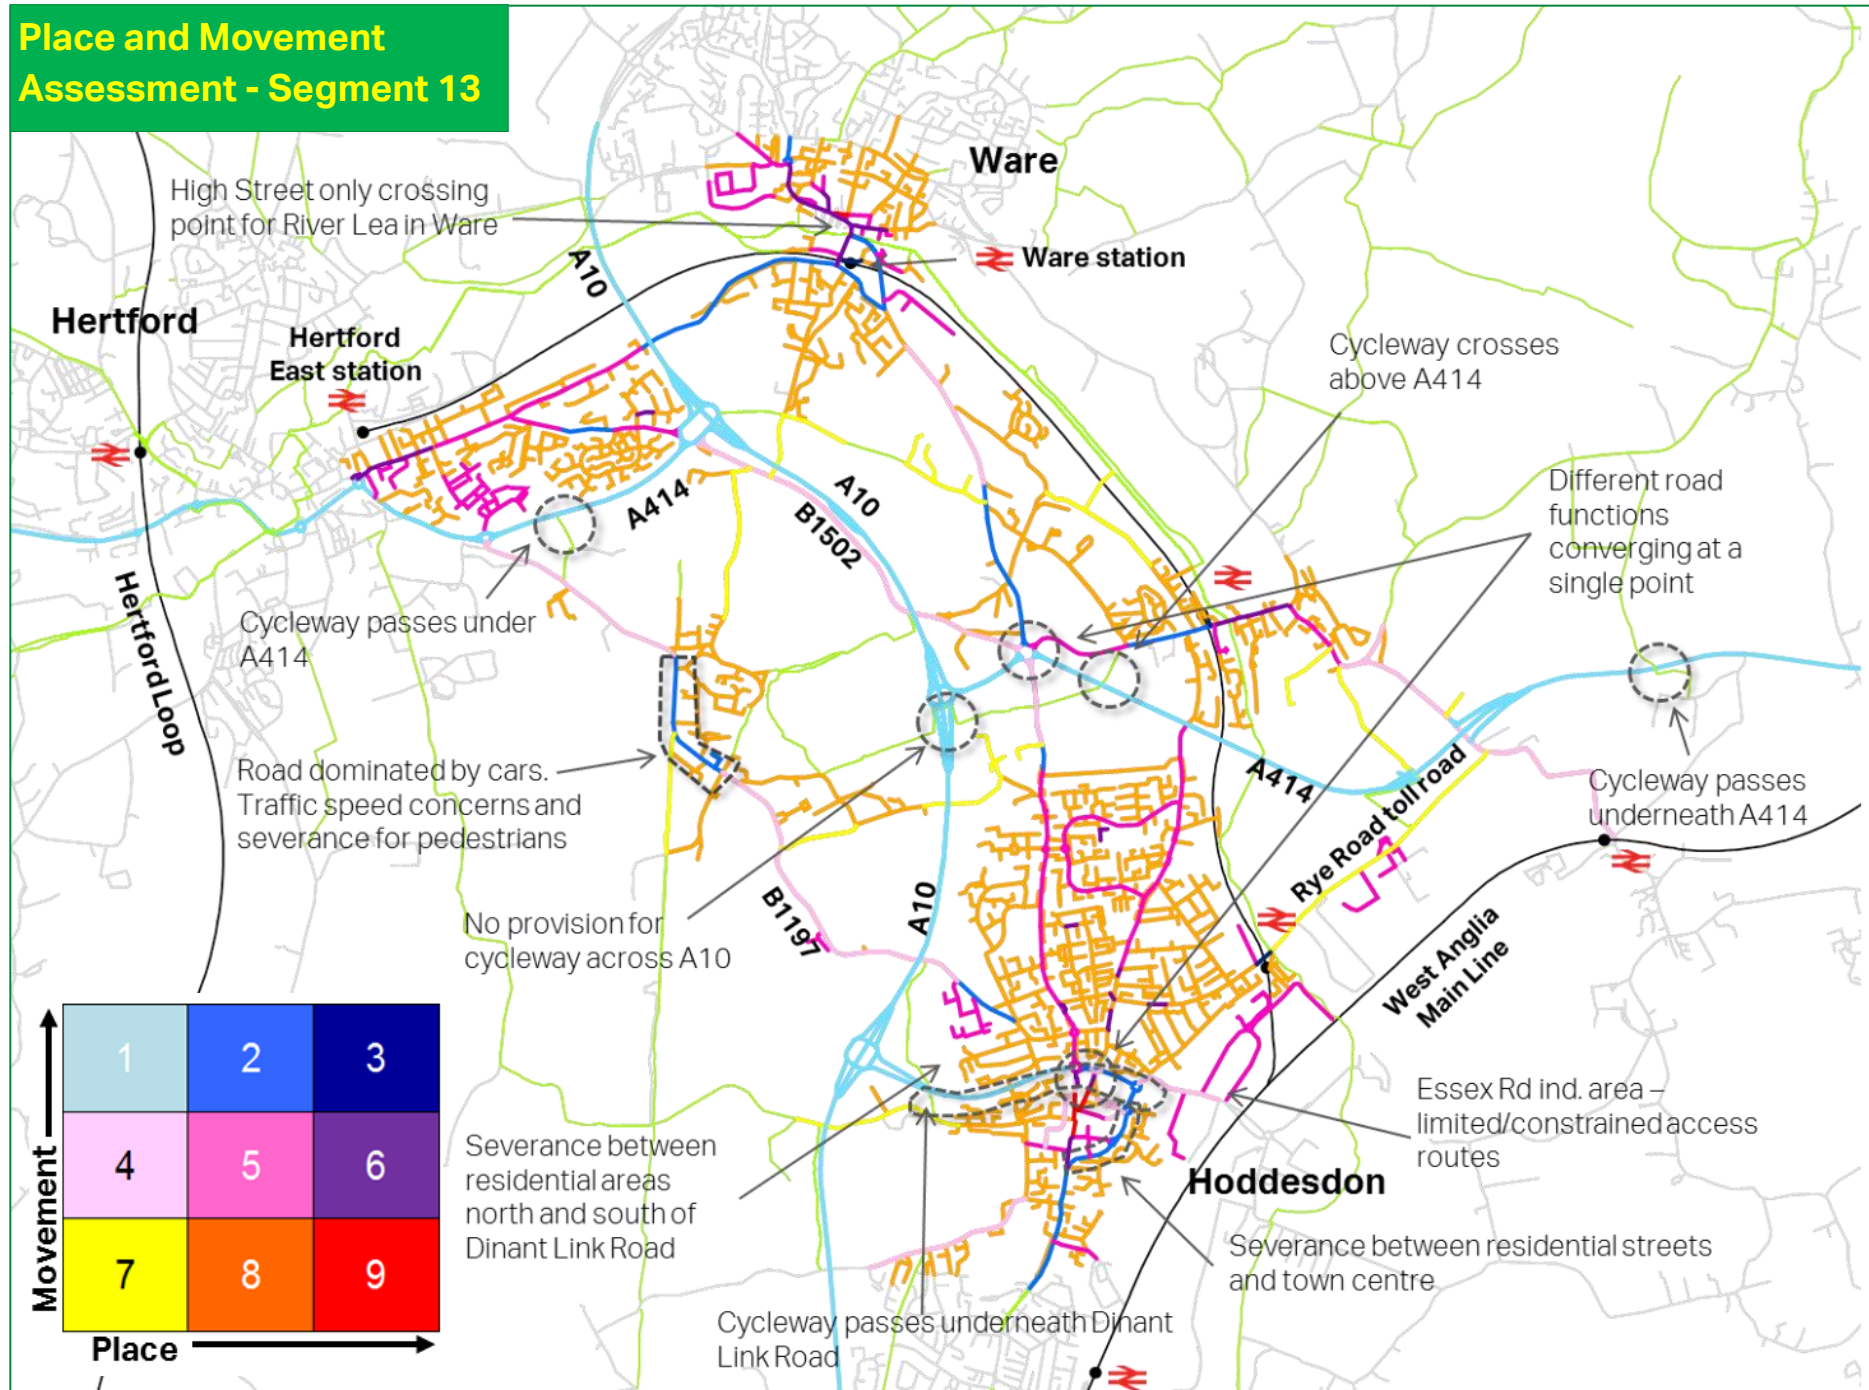 Place and Movement
Assessment - Segment 13
Ware
High Street only crossing
point for River Lea in Ware
A10
Ware station
Hertford
Hertford
East station
Cycleway crosses
above A414
Different road
functions
converging at a
single point
A414
A10
B1502
Hertford Loop
Cycleway passes under
A414
Road dominated by cars.
Traffic speed concerns and
severance for pedestrians
A414
Rye Road toll road
Cycleway passes
underneath A414
No provision for
cycleway across A10
A10
B1197
West Anglia
Main Line
1
2
3
4
5
6
7
8
9
Movement
Place
Severance between
residential areas
north and south of
Dinant Link Road
Essex Rd ind. area –
limited/constrained access
routes
Hoddesdon
Severance between residential streets
and town centre
Cycleway passes underneath Dinant
Link Road